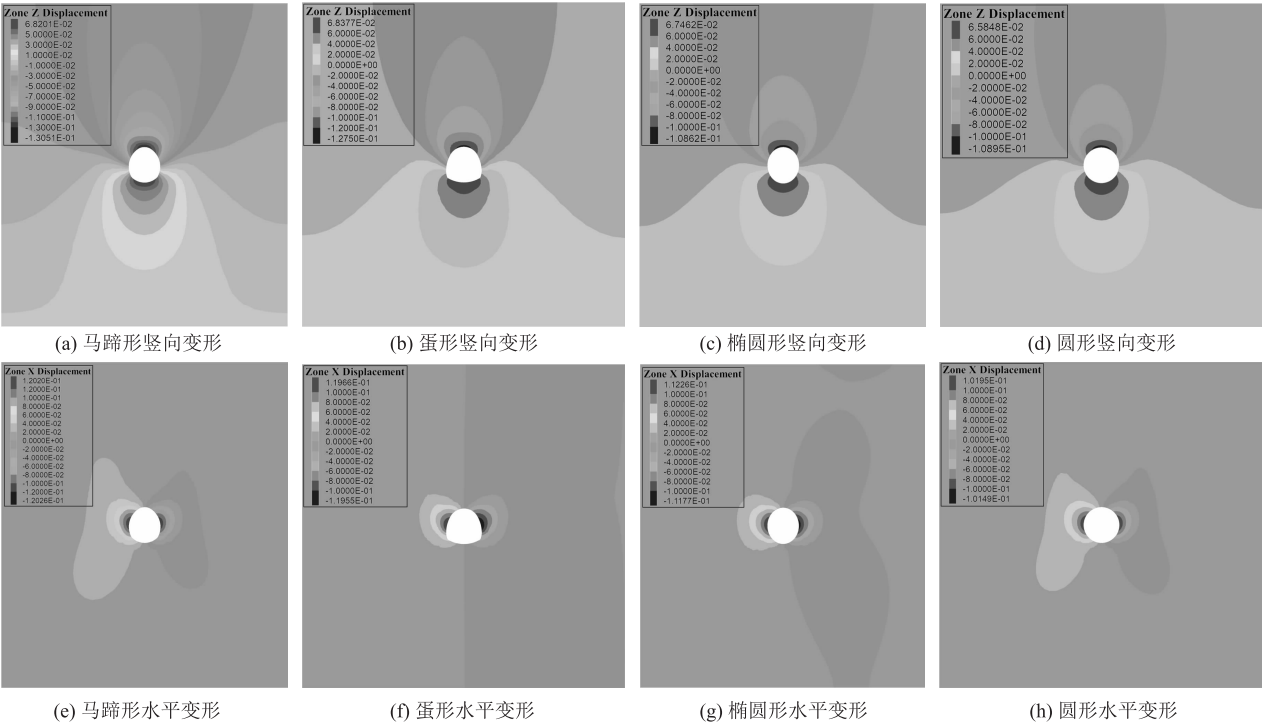 Zone Z Displacement
6.8201E-02
5.0000E-02
3.0000E-02
1.0000E-02
-1.0000E-02
-3.0000E-02
-5.0000E-02
-7.0000E-02
-9.0000E-02
-1.1000E-01
-1.3000E-01
-1.3051E-01
Zone Z Displacement
6.8377E-02
6.0000E-02
4.0000E-02
2.0000E-02
0.0000E+00
-2.0000E-02
-4.0000E-02
-6.0000E-02
-8.0000E-02
-1.0000E-01
-1.2000E-01
-1.2750E-01
Zone Z Displacement
6.7462E-02
6.0000E-02
4.0000E-02
2.0000E-02
0.0000E+00
-2.0000E-02
-4.0000E-02
-6.0000E-02
-8.0000E-02
-1.0000E-01
-1.0862E-01
Zone Z Displacement
6.5848E-02
6.0000E-02
4.0000E-02
2.0000E-02
0.0000E+00
-2.0000E-02
-4.0000E-02
-6.0000E-02
-8.0000E-02
-1.0000E-01
-1.0895E-01
(a) 马蹄形竖向变形
(b) 蛋形竖向变形
(c) 椭圆形竖向变形
(d) 圆形竖向变形
Zone X Displacement
1.2020E-01
1.2000E-01
1.0000E-01
8.0000E-02
6.0000E-02
4.0000E-02
2.0000E-02
0.0000E+00
-2.0000E-02
-4.0000E-02
-6.0000E-02
-8.0000E-02
-1.0000E-01
-1.2000E-01
-1.2026E-01
Zone X Displacement
1.1966E-01
1.0000E-01
8.0000E-02
6.0000E-02
4.0000E-02
2.0000E-02
0.0000E+00
-2.0000E-02
-4.0000E-02
-6.0000E-02
-8.0000E-02
-1.0000E-01
-1.1955E-01
Zone X Displacement
1.1226E-01
1.0000E-01
8.0000E-02
6.0000E-02
4.0000E-02
2.0000E-02
0.0000E+00
-2.0000E-02
-4.0000E-02
-6.0000E-02
-8.0000E-02
-1.0000E-01
-1.1177E-01
Zone X Displacement
1.0195E-01
1.0000E-01
8.0000E-02
6.0000E-02
4.0000E-02
2.0000E-02
0.0000E+00
-2.0000E-02
-4.0000E-02
-6.0000E-02
-8.0000E-02
-1.0000E-01
-1.0149E-01
(e) 马蹄形水平变形
(f) 蛋形水平变形
(g) 椭圆形水平变形
(h) 圆形水平变形